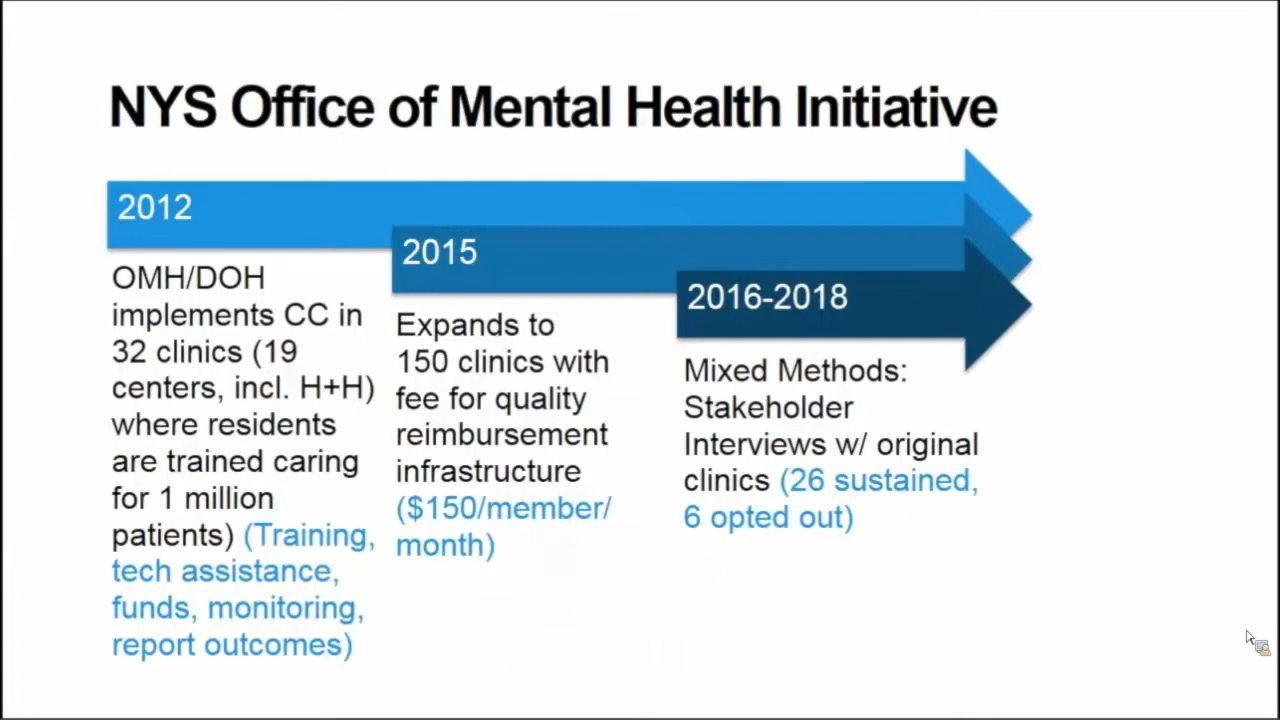 NYS Office of Mental Health Initiative
2012
OMH/DOH
implements CC in
32 clinics (19
centers, incl. H+H)
where residents
are trained caring
for 1 million
patients) (Training,
tech assistance,
funds, monitoring,
report outcomes)
2015
Expands to
150 clinics with
fee for quality
reimbursement
infrastructure
($150/member/
month)
2016-2018
Mixed Methods:
Stakeholder
Interviews w/ original
clinics (26 sustained,
6 opted out)